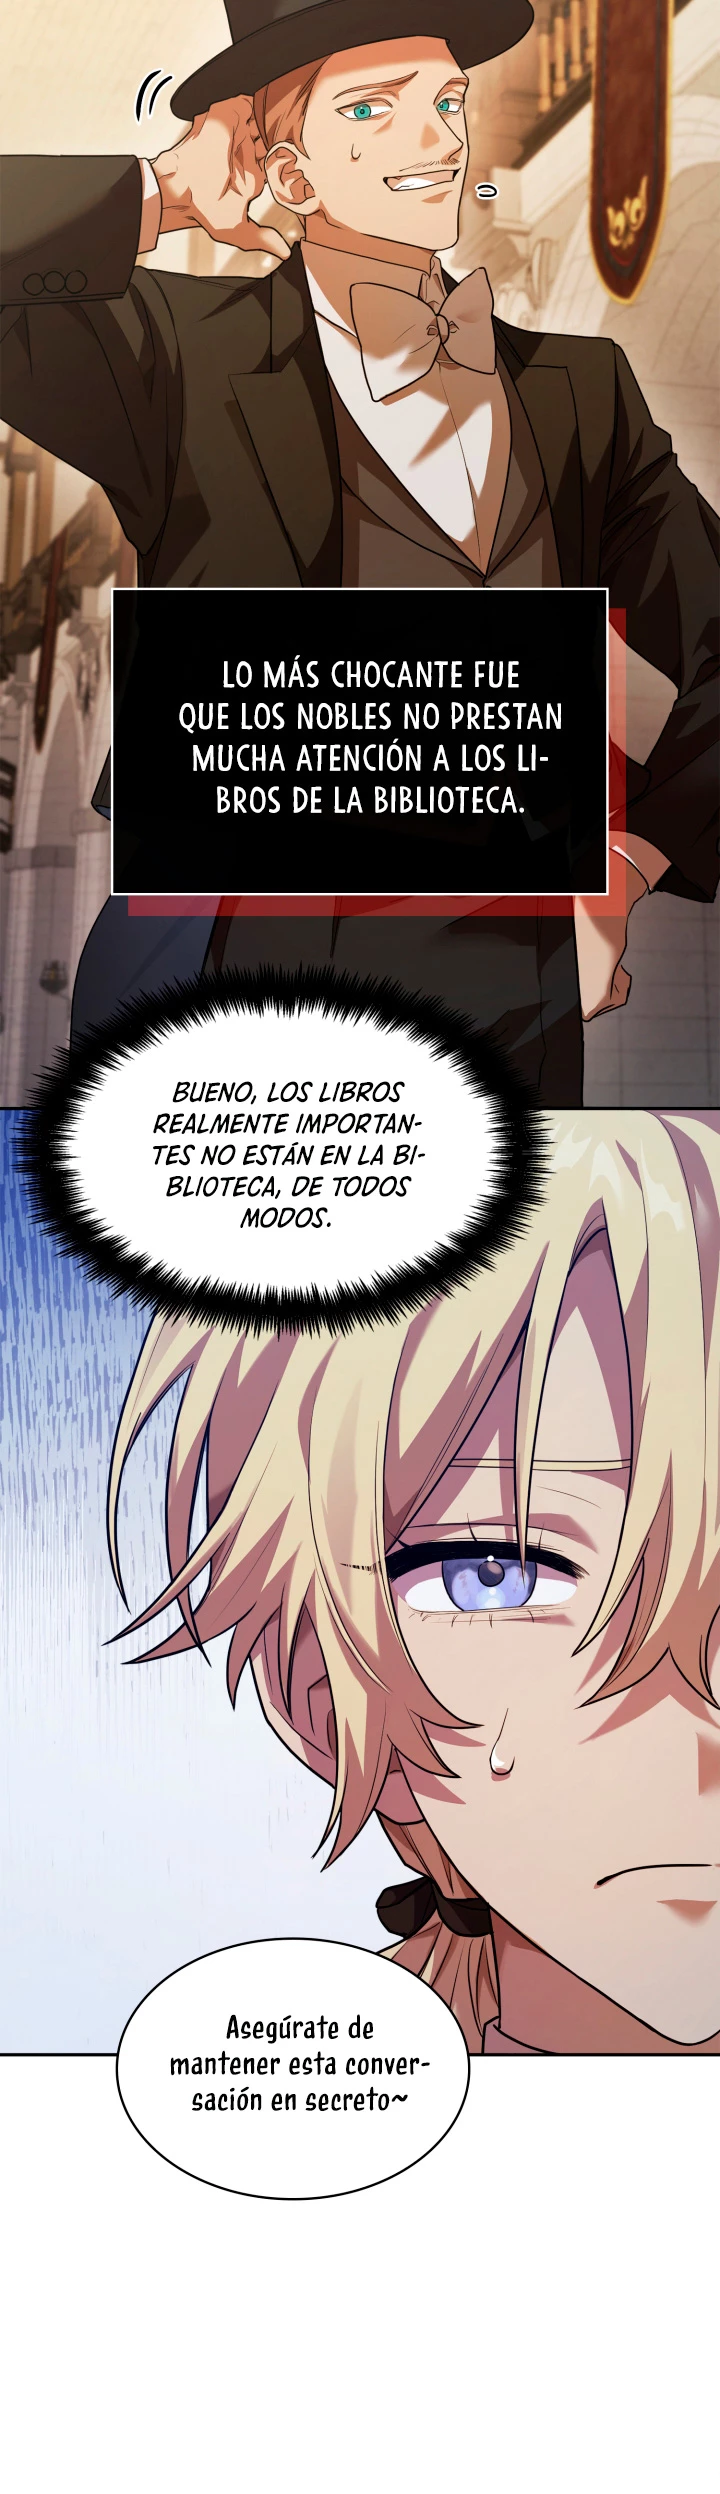 LO MÁS CHOCANTE FUE
QUE LOS NOBLES NO PRESTAN
MUCHA ATENCIÓN A LOS LI-
BROS DE LA BIBLIOTECA.
BUENO, LOS LIBROS
REALMENTE IMPORTAN-
TES NO ESTÁN EN LA BI-
BLIOTECA, DE TODOS
MODOS.
Asegúrate de
mantener esta conver-
sación en secreto~